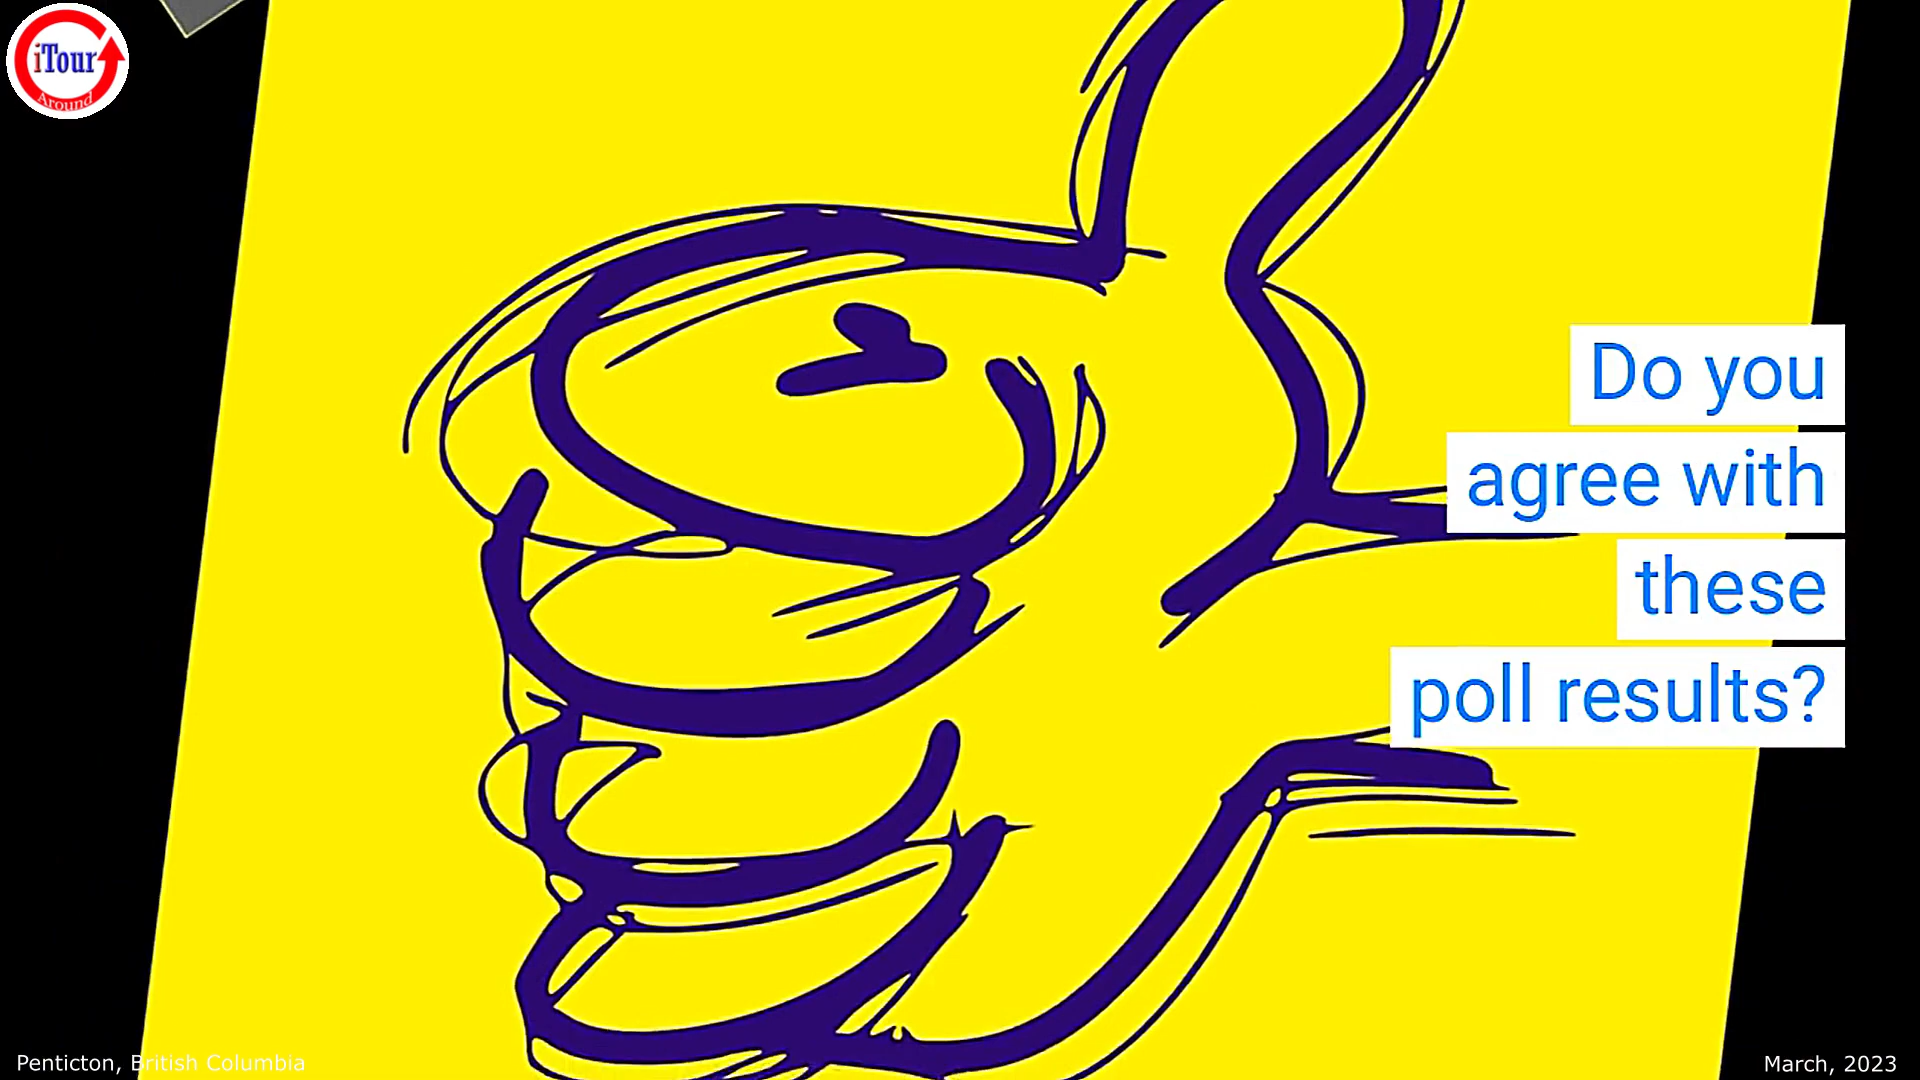 iTour
Around
Do you
agree with
these
poll results?
Penticton, British Columbia
March, 2023